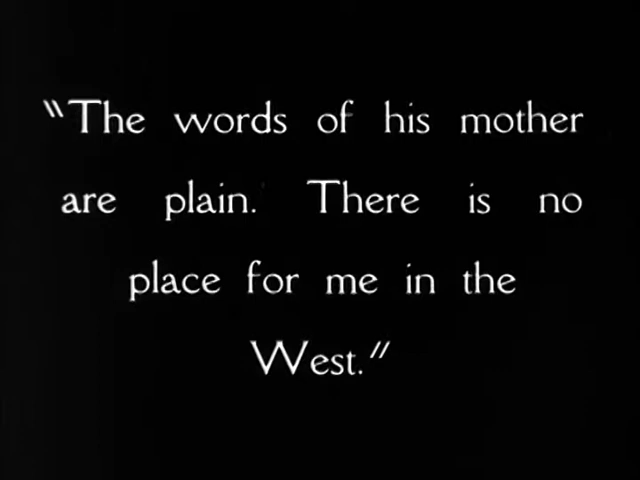 "The words of his mother
are plain. There is no
place for me in the
West."